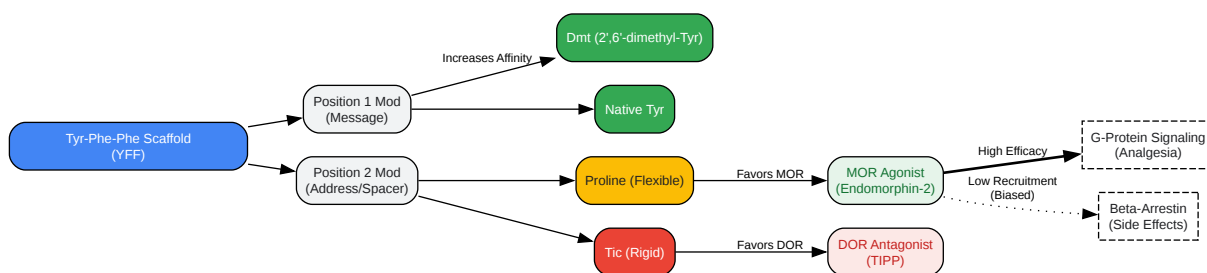 Tyr-Phe-Phe Scaffold
(YFF)
Position 1 Mod
(Message)
Position 2 Mod
(Address/Spacer)
Increases Affinity
Dmt (2',6'-dimethyl-Tyr)
Native Tyr
Proline (Flexible)
Tic (Rigid)
Favors MOR
Favors DOR
MOR Agonist
(Endomorphin-2)
DOR Antagonist
(TIPP)
High Efficacy
Low Recruitment
(Biased)
G-Protein Signaling
(Analgesia)
Beta-Arrestin
(Side Effects)